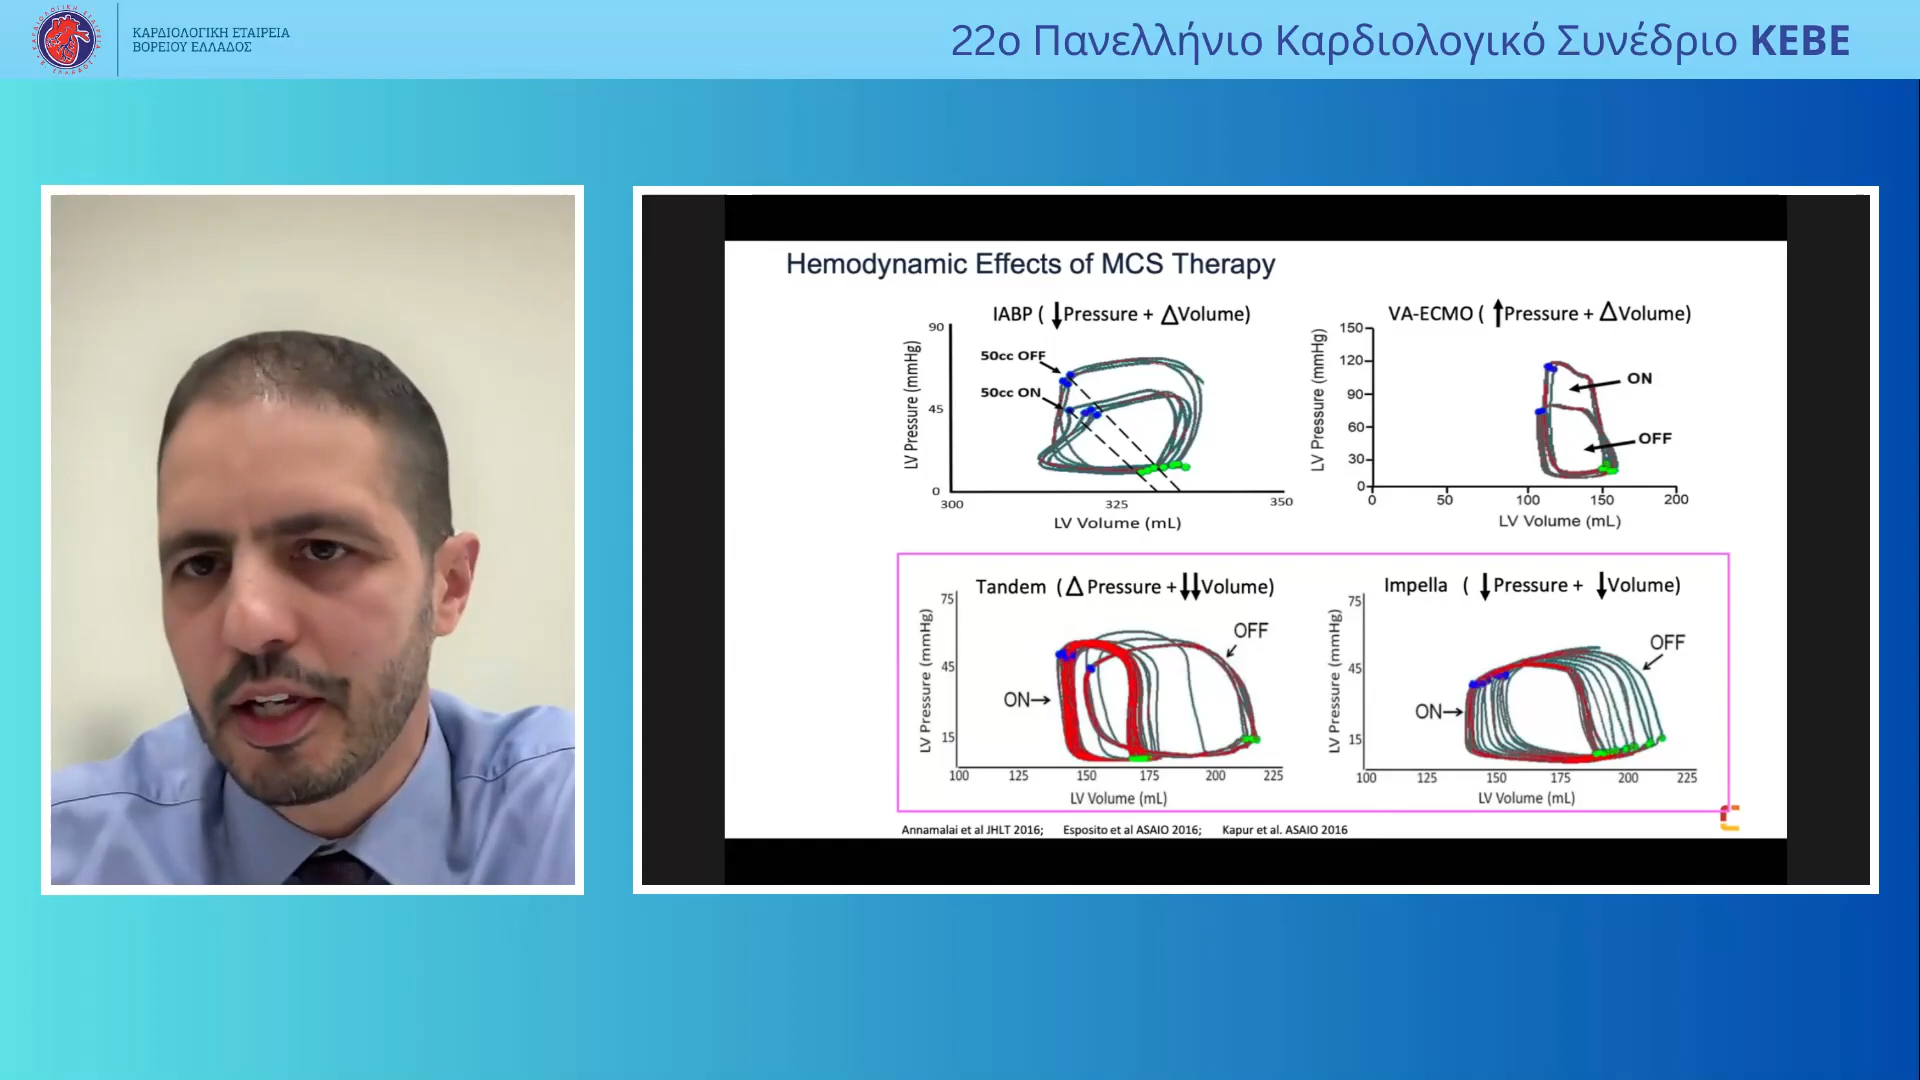 ΚΑΡΔΙΟΛΟΓΙΚΗ ΕΤΑΙΡΕΙΑ
ΒΟΡΕΙΟΥ ΕΛΛΑΔΟΣ
22ο Πανελλήνιο Καρδιολογικό Συνέδριο ΚΕΒΕ
Hemodynamic Effects of MCS Therapy
IABP ( ↓Pressure + △Volume)
90
45
0
LV Pressure (mmHg)
50cc OFF
50cc ON
300
325
350
LV Volume (mL)
VA-ECMO ( ↑Pressure + △Volume)
150
120
90
60
30
0
LV Pressure (mmHg)
ON
OFF
0
50
100
150
200
LV Volume (mL)
Tandem (△ Pressure +↓↓Volume)
75
45
15
LV Pressure (mmHg)
OFF
ON→
100
125
150
175
200
225
LV Volume (mL)
Impella ( ↓Pressure + ↓Volume)
75
45
15
LV Pressure (mmHg)
OFF
ON→
100
125
150
175
200
225
LV Volume (mL)
Annamalai et al JHLT 2016; Esposito et al ASAIO 2016; Kapur et al. ASAIO 2016